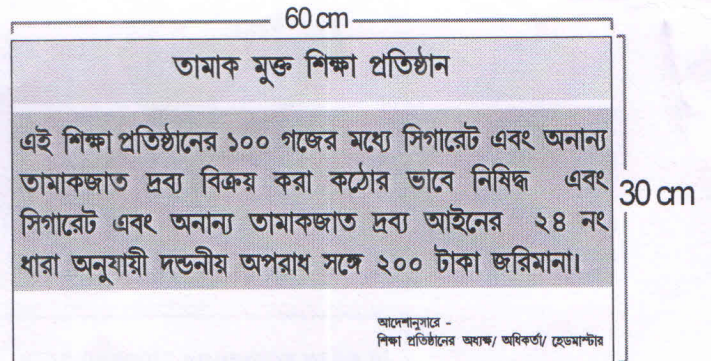 60 cm
তামাক মুক্ত শিক্ষা প্রতিষ্ঠান
এই শিক্ষা প্রতিষ্ঠানের ১০০ গজের মধ্যে সিগারেট এবং অনান্য
তামাকজাত দ্রব্য বিক্রয় করা কঠোর ভাবে নিষিদ্ধ এবং
30 cm
সিগারেট এবং অনান্য তামাকজাত দ্রব্য আইনের ২৪ নং
ধারা অনুযায়ী দন্ডনীয় অপরাধ সঙ্গে ২০০ টাকা জরিমানা।
আদেশানুসারে -
শিক্ষা প্রতিষ্ঠানের অধ্যক্ষ/ অধিকর্তা/ হেডমাস্টার